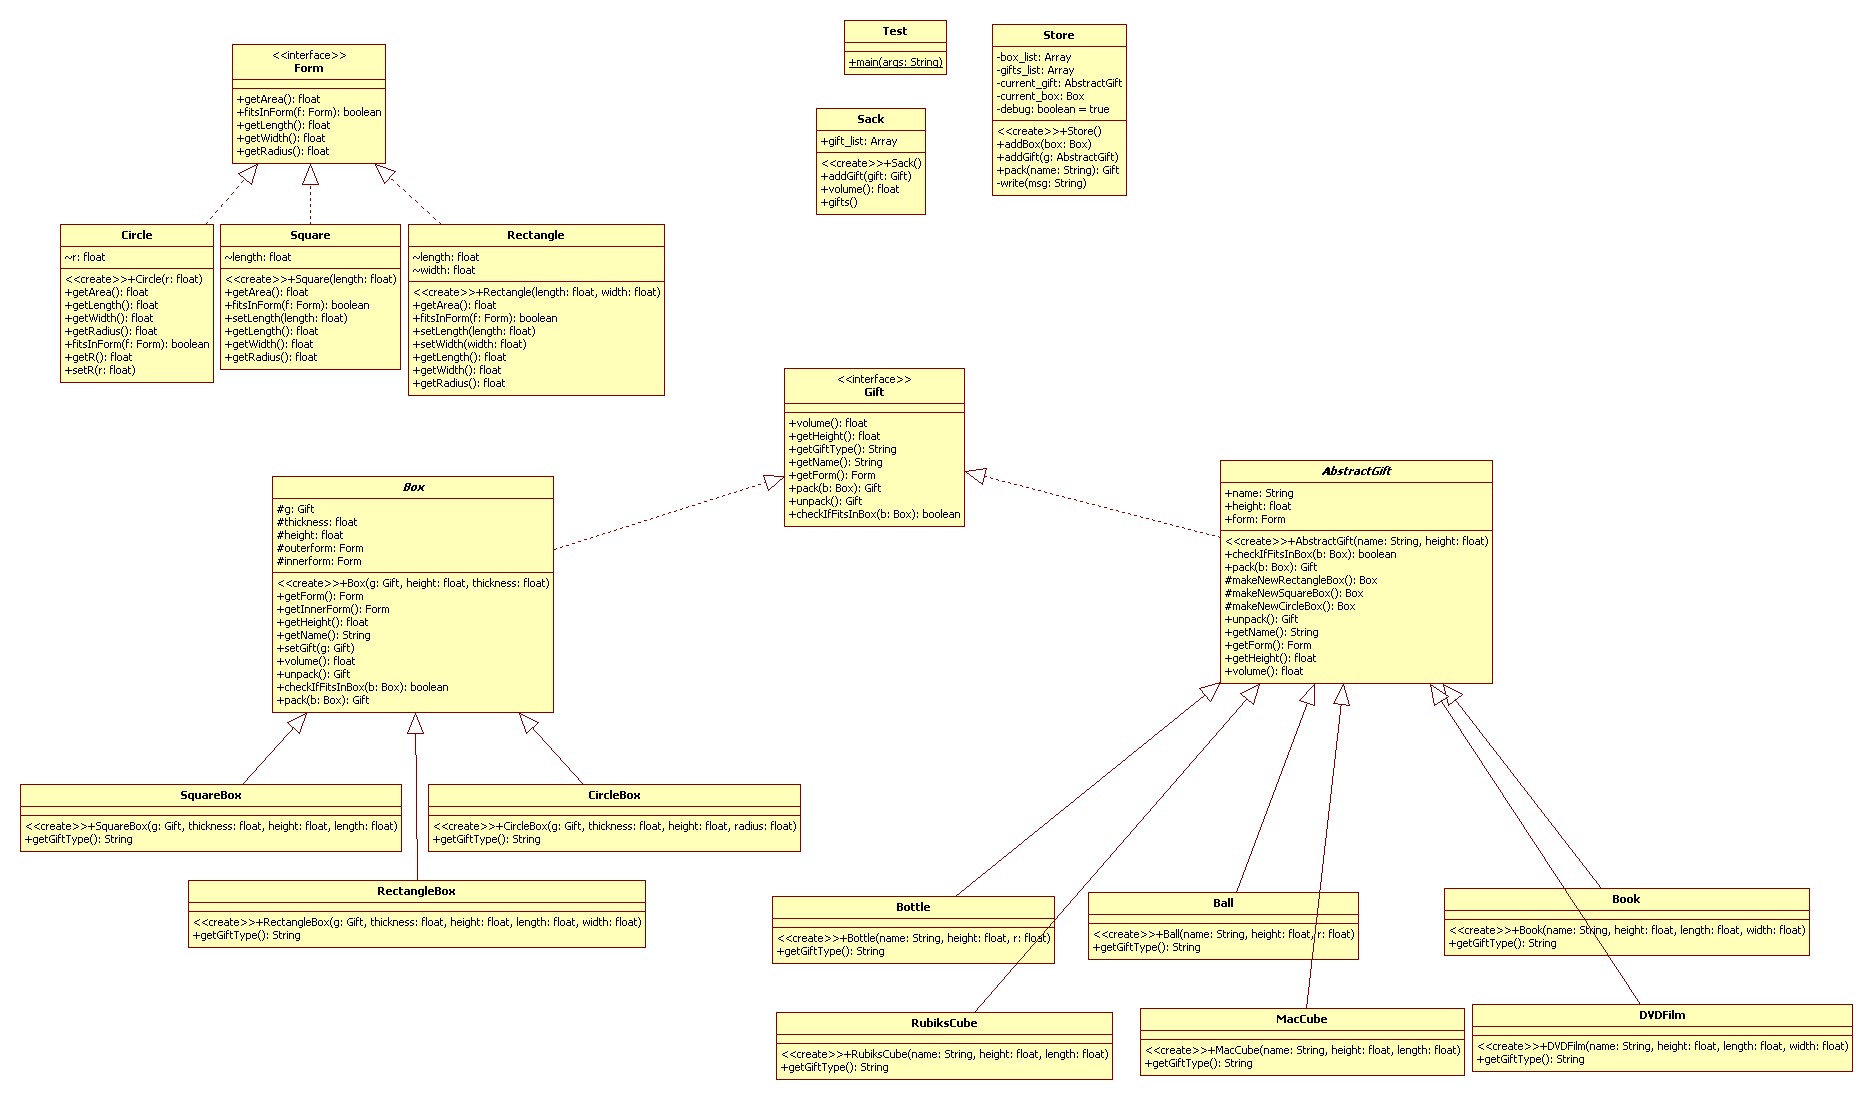 <<interface>>
Form
+getArea(): float
+fitsInForm(f: Form): boolean
+getLength(): float
+getWidth(): float
+getRadius(): float
Test
+main(args: String)
Store
-box_list: Array
-gifts_list: Array
-current_gift: AbstractGift
-current_box: Box
-debug: boolean = true
<<create>>+Store()
+addBox(box: Box)
+addGift(g: AbstractGift)
+pack(name: String): Gift
-write(msg: String)
Sack
+gift_list: Array
<<create>>+Sack()
+addGift(gift: Gift)
+volume(): float
+gifts()
Circle
~r: float
<<create>>+Circle(r: float)
+getArea(): float
+getLength(): float
+getWidth(): float
+getRadius(): float
+fitsInForm(f: Form): boolean
+getR(): float
+setR(r: float)
Square
~length: float
<<create>>+Square(length: float)
+getArea(): float
+fitsInForm(f: Form): boolean
+setLength(length: float)
+getLength(): float
+getWidth(): float
+getRadius(): float
Rectangle
~length: float
~width: float
<<create>>+Rectangle(length: float, width: float)
+getArea(): float
+fitsInForm(f: Form): boolean
+setLength(length: float)
+setWidth(width: float)
+getLength(): float
+getWidth(): float
+getRadius(): float
<<interface>>
Gift
+volume(): float
+getHeight(): float
+getGiftType(): String
+getName(): String
+getForm(): Form
+pack(b: Box): Gift
+unpack(): Gift
+checkIfFitsInBox(b: Box): boolean
Box
#g: Gift
#thickness: float
#height: float
#outerform: Form
#innerform: Form
<<create>>+Box(g: Gift, height: float, thickness: float)
+getForm(): Form
+getInnerForm(): Form
+getHeight(): float
+getName(): String
+setGift(g: Gift)
+volume(): float
+unpack(): Gift
+checkIfFitsInBox(b: Box): boolean
+pack(b: Box): Gift
AbstractGift
+name: String
+height: float
+form: Form
<<create>>+AbstractGift(name: String, height: float)
+checkIfFitsInBox(b: Box): boolean
+pack(b: Box): Gift
#makeNewRectangleBox(): Box
#makeNewSquareBox(): Box
#makeNewCircleBox(): Box
+unpack(): Gift
+getName(): String
+getForm(): Form
+getHeight(): float
+volume(): float
SquareBox
<<create>>+SquareBox(g: Gift, thickness: float, height: float, length: float)
+getGiftType(): String
CircleBox
<<create>>+CircleBox(g: Gift, thickness: float, height: float, radius: float)
+getGiftType(): String
RectangleBox
<<create>>+RectangleBox(g: Gift, thickness: float, height: float, length: float, width: float)
+getGiftType(): String
Bottle
<<create>>+Bottle(name: String, height: float, r: float)
+getGiftType(): String
Ball
<<create>>+Ball(name: String, height: float, r: float)
+getGiftType(): String
Book
<<create>>+Book(name: String, height: float, length: float, width: float)
+getGiftType(): String
RubiksCube
<<create>>+RubiksCube(name: String, height: float, length: float)
+getGiftType(): String
MacCube
<<create>>+MacCube(name: String, height: float, length: float)
+getGiftType(): String
DVDFilm
<<create>>+DVDFilm(name: String, height: float, length: float, width: float)
+getGiftType(): String